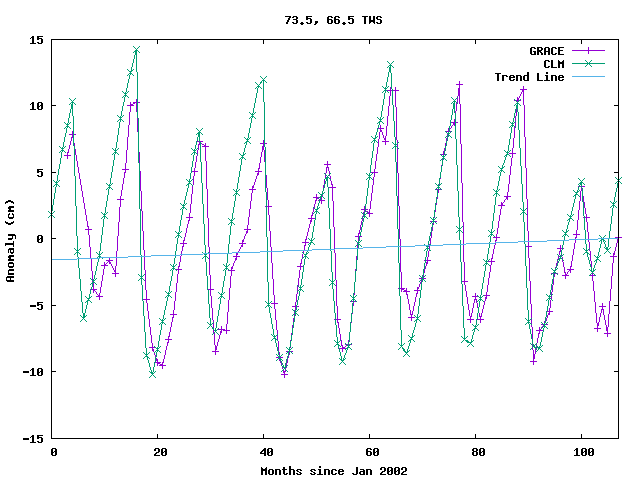 73.5, 66.5 TWS
GRACE
CLM
Trend Line
15
10
5
0
-5
-10
-15
Anomaly (cm)
0 20 40 60 80 100
Months since Jan 2002